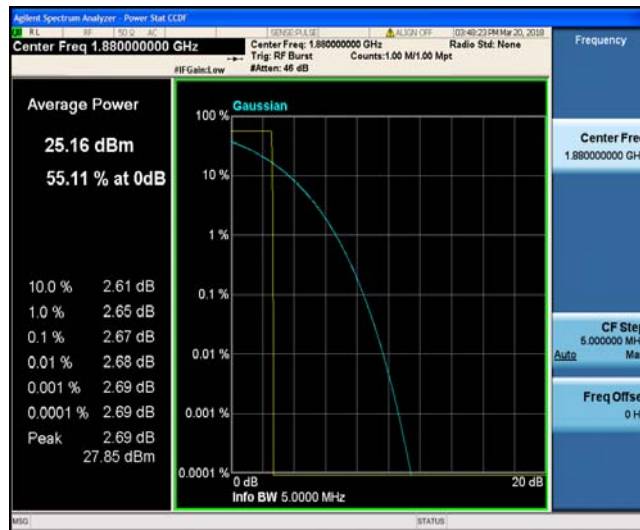 Agilent Spectrum Analyzer - Power Stat CCDF
RL RF 50 Ω AC SENSE:PULSE ALIGN OFF 03:48:23 PM Mar 20, 2018
Center Freq 1.880000000 GHz
Center Freq: 1.880000000 GHz Radio Std: None
Trig: RF Burst Counts:1.00 M/1.00 Mpt
#IFGain:Low #Atten: 46 dB
Frequency
Average Power
25.16 dBm
55.11 % at 0dB
10.0 % 2.61 dB
1.0 % 2.65 dB
0.1 % 2.67 dB
0.01 % 2.68 dB
0.001 % 2.69 dB
0.0001 % 2.69 dB
Peak 2.69 dB
27.85 dBm
Gaussian
100 %
10 %
1 %
0.1 %
0.01 %
0.001 %
0.0001 %
0 dB 20 dB
Info BW 5.0000 MHz
Center Fre
1.880000000 GH
CF Step
5.000000 MH
Auto Ma
Freq Offse
0 H
MSG STATUS